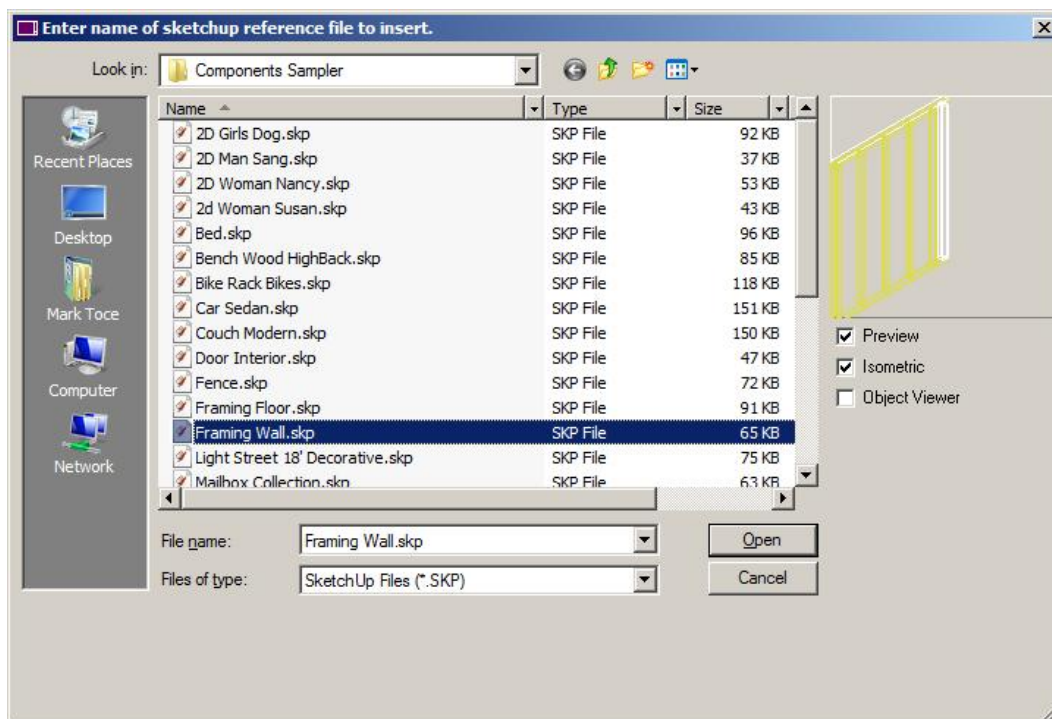 Enter name of sketchup reference file to insert.
Look in: Components Sampler
Name Type Size
2D Girls Dog.skp SKP File 92 KB
2D Man Sang.skp SKP File 37 KB
2D Woman Nancy.skp SKP File 53 KB
2d Woman Susan.skp SKP File 43 KB
Bed.skp SKP File 96 KB
Bench Wood HighBack.skp SKP File 85 KB
Bike Rack Bikes.skp SKP File 118 KB
Car Sedan.skp SKP File 151 KB
Couch Modern.skp SKP File 150 KB
Door Interior.skp SKP File 47 KB
Fence.skp SKP File 72 KB
Framing Floor.skp SKP File 91 KB
Framing Wall.skp SKP File 65 KB
Light Street 18' Decorative.skp SKP File 75 KB
Mailbox Collection.skp SKP File 63 KB
Recent Places
Desktop
Mark Toce
Computer
Network
Preview
Isometric
Object Viewer
File name: Framing Wall.skp Open
Files of type: SketchUp Files (*.SKP) Cancel